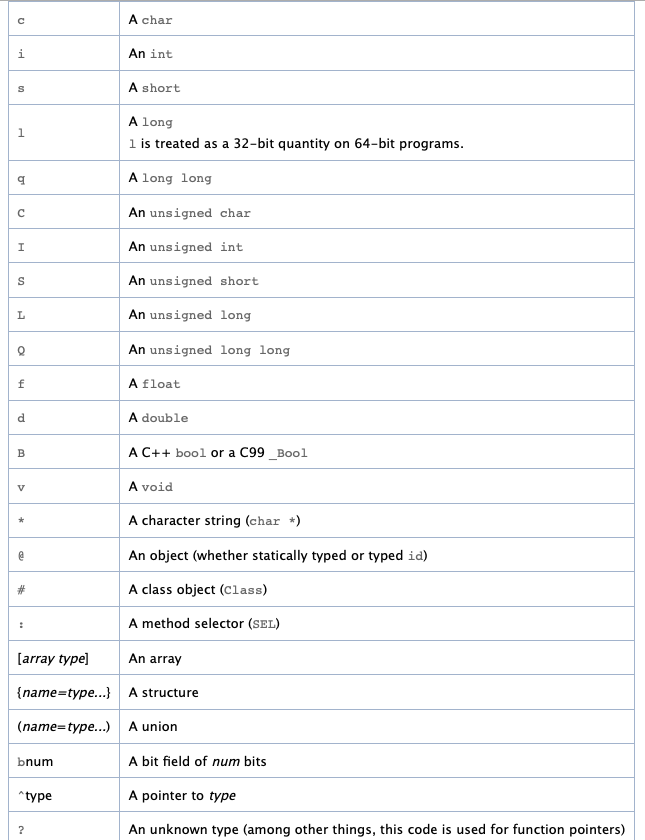 c A char
i An int
s A short
l A long
l is treated as a 32-bit quantity on 64-bit programs.
q A long long
C An unsigned char
I An unsigned int
S An unsigned short
L An unsigned long
Q An unsigned long long
f A float
d A double
B A C++ bool or a C99 _Bool
v A void
* A character string (char *)
@ An object (whether statically typed or typed id)
# A class object (Class)
: A method selector (SEL)
[array type] An array
{name=type...} A structure
(name=type...) A union
bnum A bit field of num bits
^type A pointer to type
? An unknown type (among other things, this code is used for function pointers)